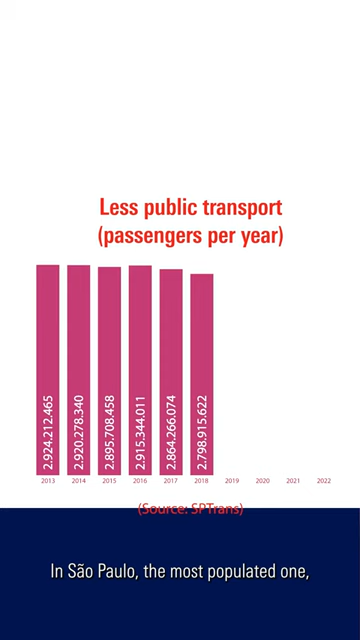 Less public transport
(passengers per year)
2.924.212.465
2.920.278.340
2.895.708.458
2.915.344.011
2.864.266.074
2.798.915.622
2013 2014 2015 2016 2017 2018 2019 2020 2021 2022
(Source: SPTrans)
In São Paulo, the most populated one,